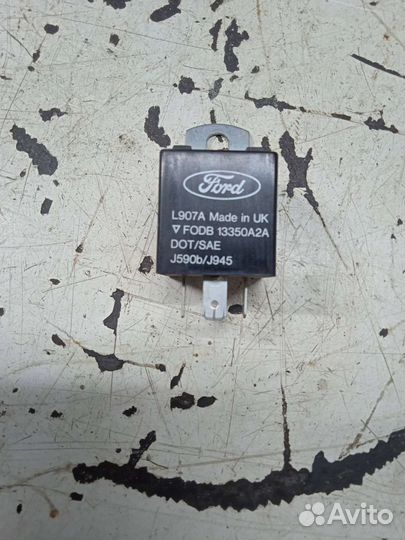 Ford
L907A Made in UK
▽ FODB 13350A2A
DOT/SAE
J590b/J945
Avito